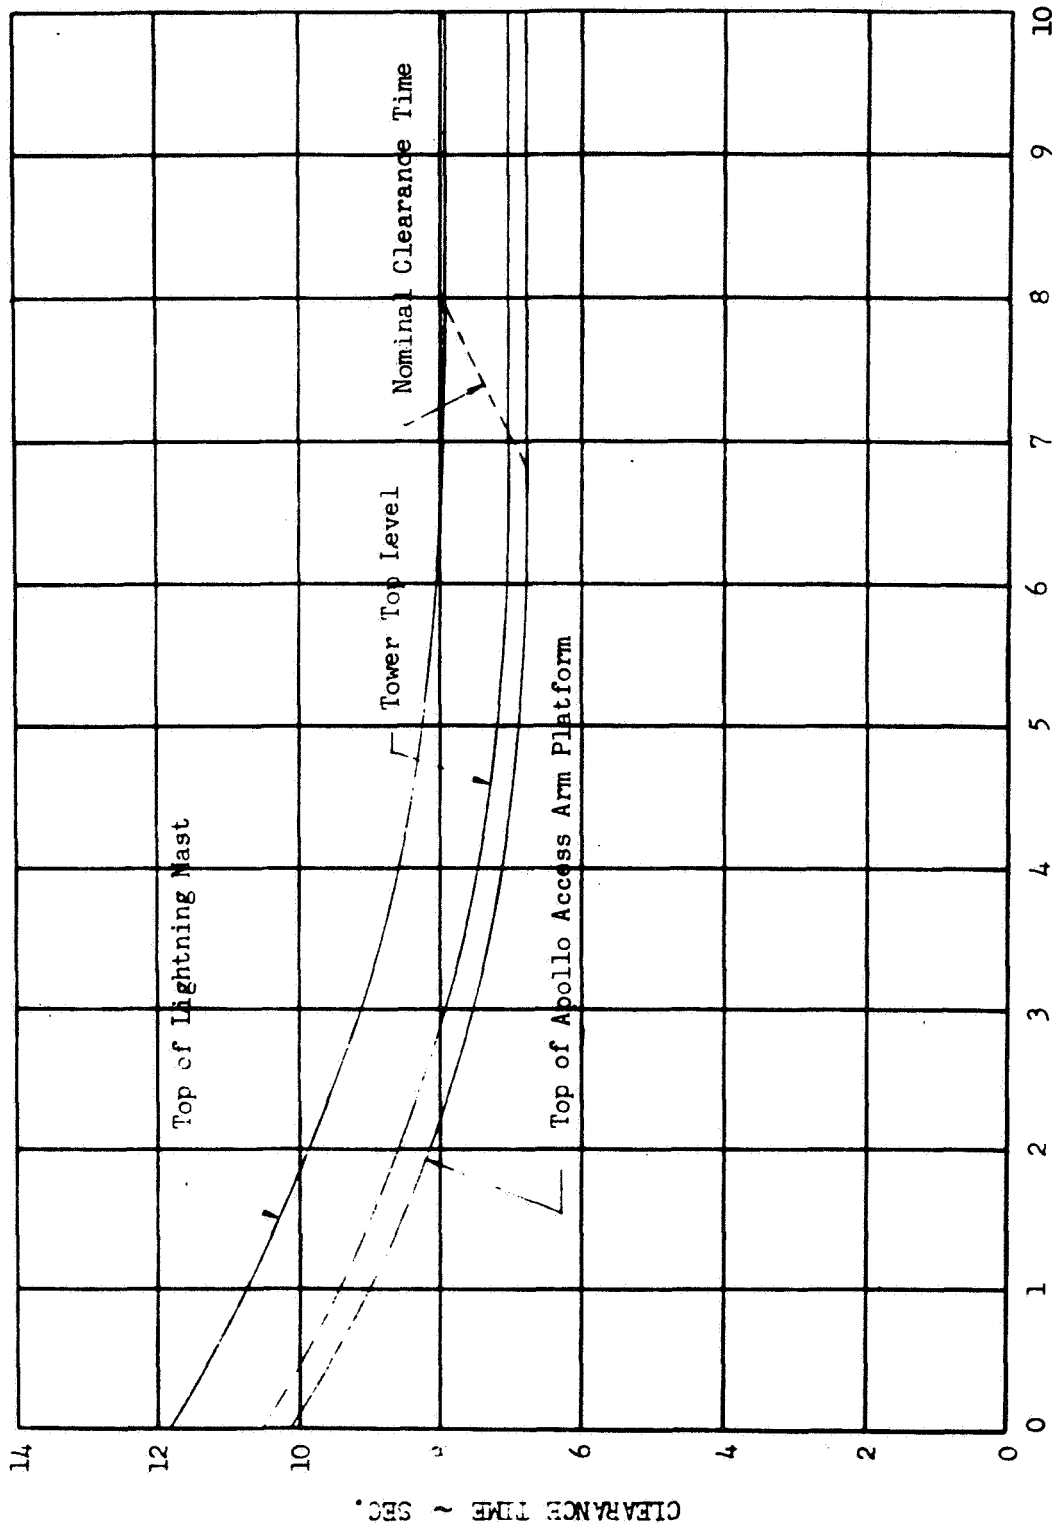 14
12
10
8
6
4
2
0
CLEARANCE TIME ~ SEC.
Top of Lightning Mast
Tower Top Level
Nominal Clearance Time
Top of Apollo Access Arm Platform
0 1 2 3 4 5 6 7 8 9 10